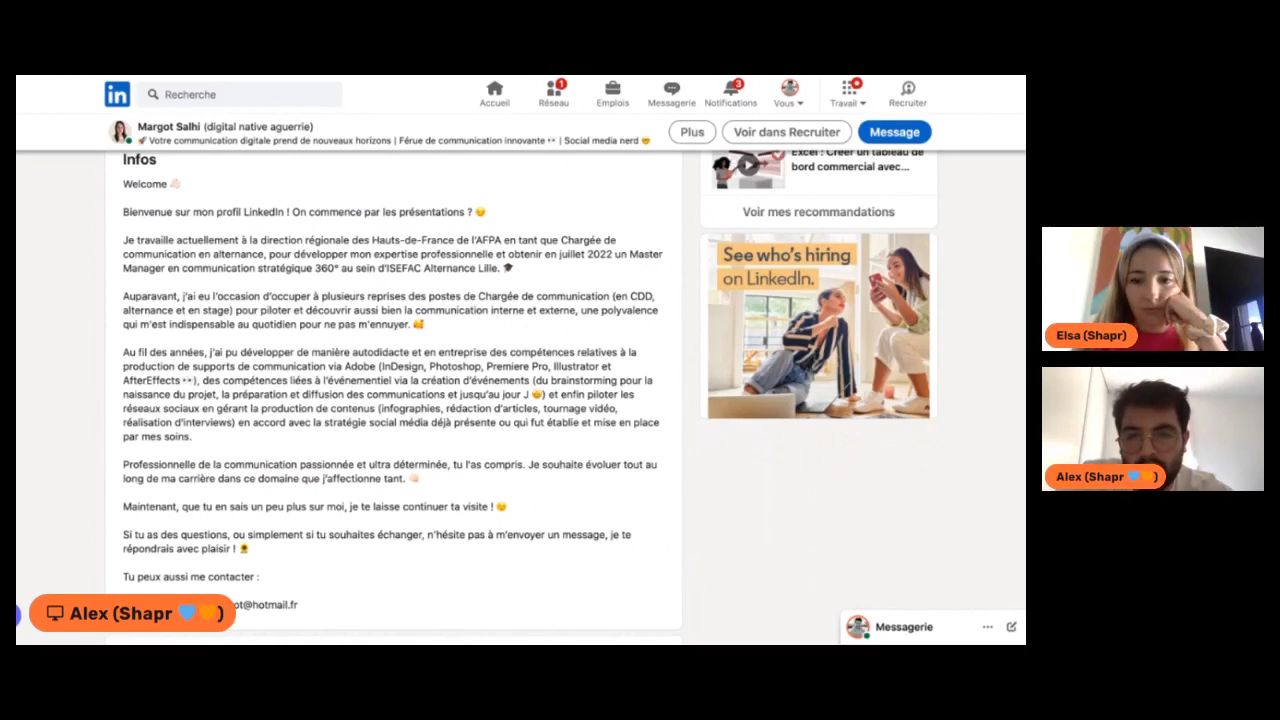 in
Recherche
Accueil
Réseau
Emplois
Messagerie
Notifications
Vous
Travail
Recruiter
1
3
Margot Salhi (digital native aguerrie)
🚀 Votre communication digitale prend de nouveaux horizons | Férue de communication innovante 👀 | Social media nerd 🤓
Plus
Voir dans Recruiter
Message
Infos
Welcome 👋🏻
Bienvenue sur mon profil LinkedIn ! On commence par les présentations ? 😉
Je travaille actuellement à la direction régionale des Hauts-de-France de l'AFPA en tant que Chargée de
communication en alternance, pour développer mon expertise professionnelle et obtenir en juillet 2022 un Master
Manager en communication stratégique 360° au sein d'ISEFAC Alternance Lille. 🎓
Auparavant, j'ai eu l'occasion d'occuper à plusieurs reprises des postes de Chargée de communication (en CDD,
alternance et en stage) pour piloter et découvrir aussi bien la communication interne et externe, une polyvalence
qui m'est indispensable au quotidien pour ne pas m'ennuyer. 🥰
Au fil des années, j'ai pu développer de manière autodidacte et en entreprise des compétences relatives à la
production de supports de communication via Adobe (InDesign, Photoshop, Premiere Pro, Illustrator et
AfterEffects 👀), des compétences liées à l'événementiel via la création d'événements (du brainstorming pour la
naissance du projet, la préparation et diffusion des communications et jusqu'au jour J 🤓) et enfin piloter les
réseaux sociaux en gérant la production de contenus (infographies, rédaction d'articles, tournage vidéo,
réalisation d'interviews) en accord avec la stratégie social média déjà présente ou qui fut établie et mise en place
par mes soins.
Professionnelle de la communication passionnée et ultra déterminée, tu l'as compris. Je souhaite évoluer tout au
long de ma carrière dans ce domaine que j'affectionne tant.
Maintenant, que tu en sais un peu plus sur moi, je te laisse continuer ta visite ! 😉
Si tu as des questions, ou simplement si tu souhaites échanger, n'hésite pas à m'envoyer un message, je te
répondrais avec plaisir ! 🌻
Tu peux aussi me contacter :
ot@hotmail.fr
Alex (Shapr 💙🧡)
Excel : Créer un tableau de
bord commercial avec...
Voir mes recommandations
See who's hiring
on LinkedIn.
Messagerie
Elsa (Shapr)
Alex (Shapr 💙🧡)